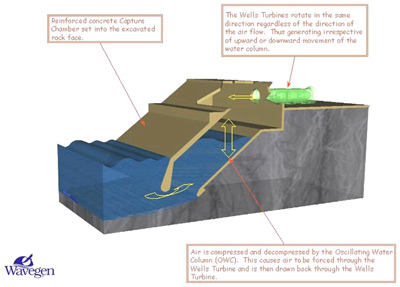 The Wells Turbines rotate in the same
direction regardless of the direction of
the air flow. Thus generating irrespective
of upward or downward movement of the
water column.
Reinforced concrete Capture
Chamber set into the excavated
rock face.
Air is compressed and decompressed by the Oscillating Water
Column (OWC). This causes air to be forced through the
Wells Turbine and is then drawn back through the Wells
Turbine.
Wavegen